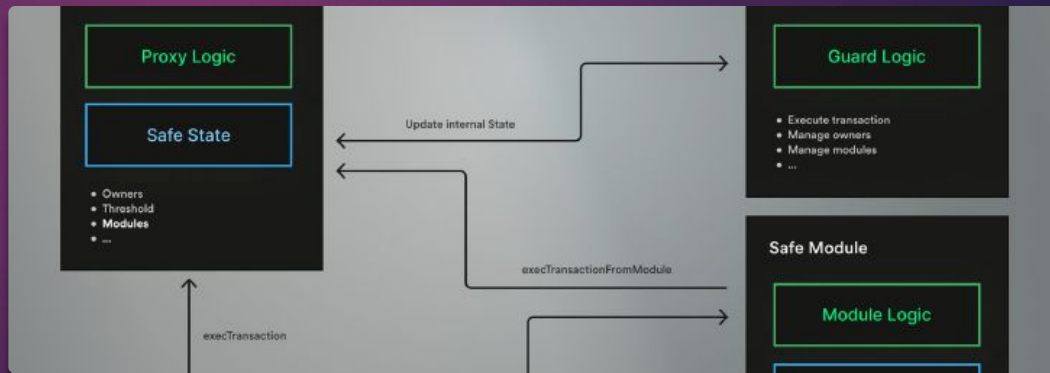 Proxy Logic
Safe State
• Owners
• Threshold
• Modules
• ...
Update internal State
execTransactionFromModule
execTransaction
Guard Logic
• Execute transaction
• Manage owners
• Manage modules
• ...
Safe Module
Module Logic